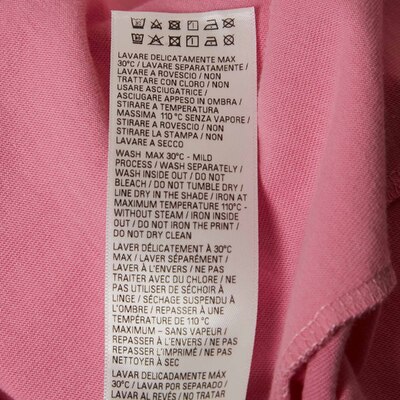 LAVARE DELICATAMENTE MAX
30°C / LAVARE SEPARATAMENTE /
LAVARE A ROVESCIO / NON
TRATTARE CON CLORO / NON
USARE ASCIUGATRICE /
ASCIUGARE APPESO IN OMBRA /
STIRARE A TEMPERATURA
MASSIMA 110 °C SENZA VAPORE /
STIRARE A ROVESCIO / NON
STIRARE LA STAMPA / NON
LAVARE A SECCO
WASH MAX 30°C - MILD
PROCESS / WASH SEPARATELY /
WASH INSIDE OUT / DO NOT
BLEACH / DO NOT TUMBLE DRY /
LINE DRY IN THE SHADE / IRON AT
MAXIMUM TEMPERATURE 110°C -
WITHOUT STEAM / IRON INSIDE
OUT / DO NOT IRON THE PRINT /
DO NOT DRY CLEAN
LAVER DÉLICATEMENT À 30°C
MAX / LAVER SÉPARÉMENT /
LAVER À L'ENVERS / NE PAS
TRAITER AVEC DU CHLORE / NE
PAS UTILISER DE SÉCHOIR À
LINGE / SÉCHAGE SUSPENDU À
L'OMBRE / REPASSER À UNE
TEMPÉRATURE DE 110 °C
MAXIMUM – SANS VAPEUR /
REPASSER À L'ENVERS / NE PAS
REPASSER L'IMPRIMÉ / NE PAS
NETTOYER À SEC
LAVAR DELICADAMENTE MAX
30°C / LAVAR POR SEPARADO /
LAVAR AL REVÉS / NO TRATAR